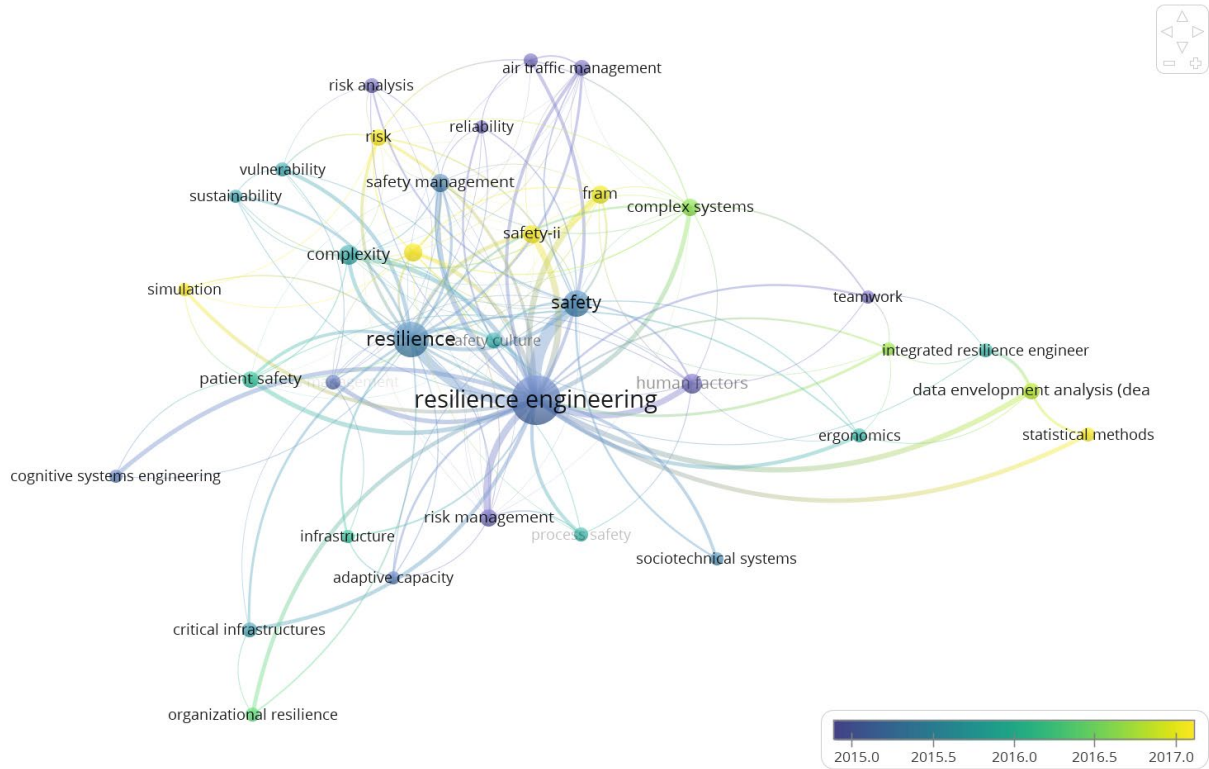 air traffic management
risk analysis
reliability
risk
vulnerability
safety management
sustainability
fram
complex systems
safety-ii
complexity
simulation
teamwork
safety
resilience
safety culture
integrated resilience engineer
patient safety
management
human factors
data envelopment analysis (dea
resilience engineering
ergonomics
statistical methods
cognitive systems engineering
risk management
process safety
infrastructure
sociotechnical systems
adaptive capacity
critical infrastructures
organizational resilience
2015.0 2015.5 2016.0 2016.5 2017.0